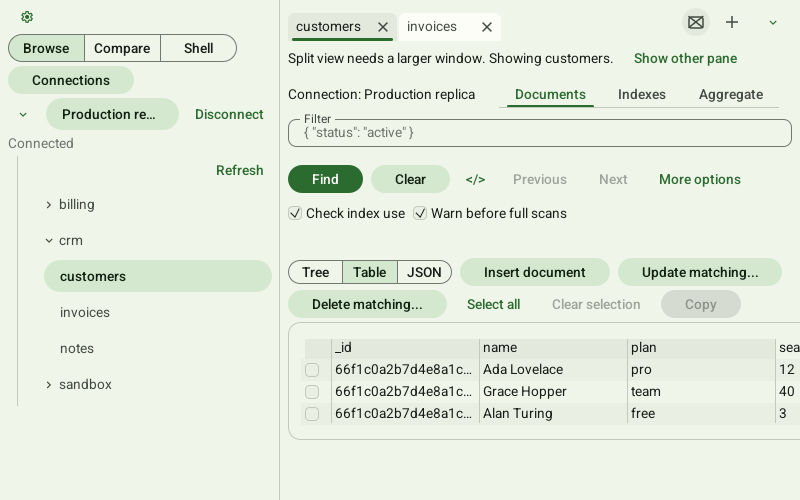 Browse Compare Shell
Connections
Production re... Disconnect
Connected
Refresh
billing
crm
customers
invoices
notes
sandbox
customers invoices
Split view needs a larger window. Showing customers. Show other pane
Connection: Production replica Documents Indexes Aggregate
Filter
{ "status": "active" }
Find Clear </> Previous Next More options
Check index use Warn before full scans
Tree Table JSON Insert document Update matching...
Delete matching... Select all Clear selection Copy
_id name plan sea
66f1c0a2b7d4e8a1c... Ada Lovelace pro 12
66f1c0a2b7d4e8a1c... Grace Hopper team 40
66f1c0a2b7d4e8a1c... Alan Turing free 3